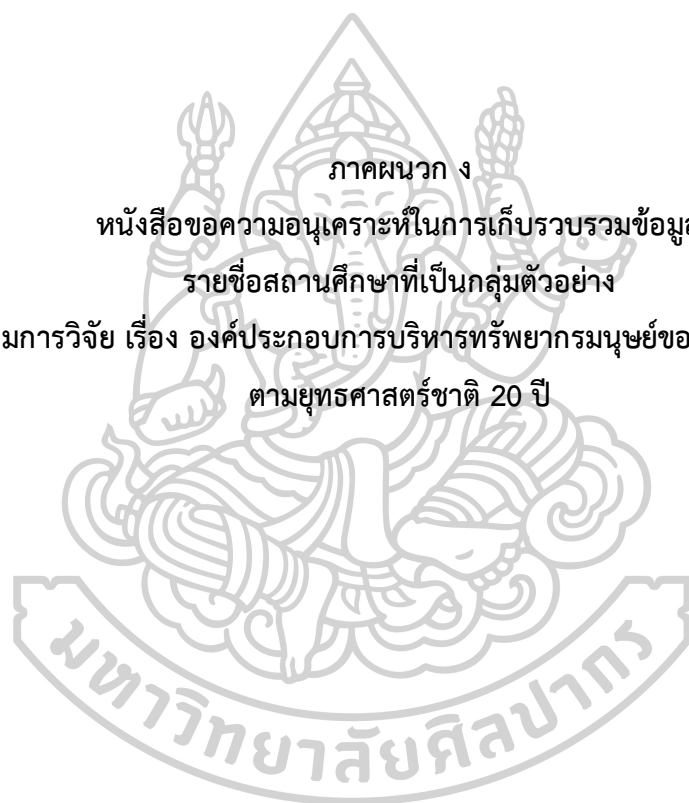 ภาคผนวก ง
หนังสือขอความอนุเคราะห์ในการเก็บรวบรวมข้อมูล
รายชื่อสถานศึกษาที่เป็นกลุ่มตัวอย่าง
มการวิจัย เรื่อง องค์ประกอบการบริหารทรัพยากรมนุษย์ขอ
ตามยุทธศาสตร์ชาติ 20 ปี
มหาวิทยาลัยศิลปากร